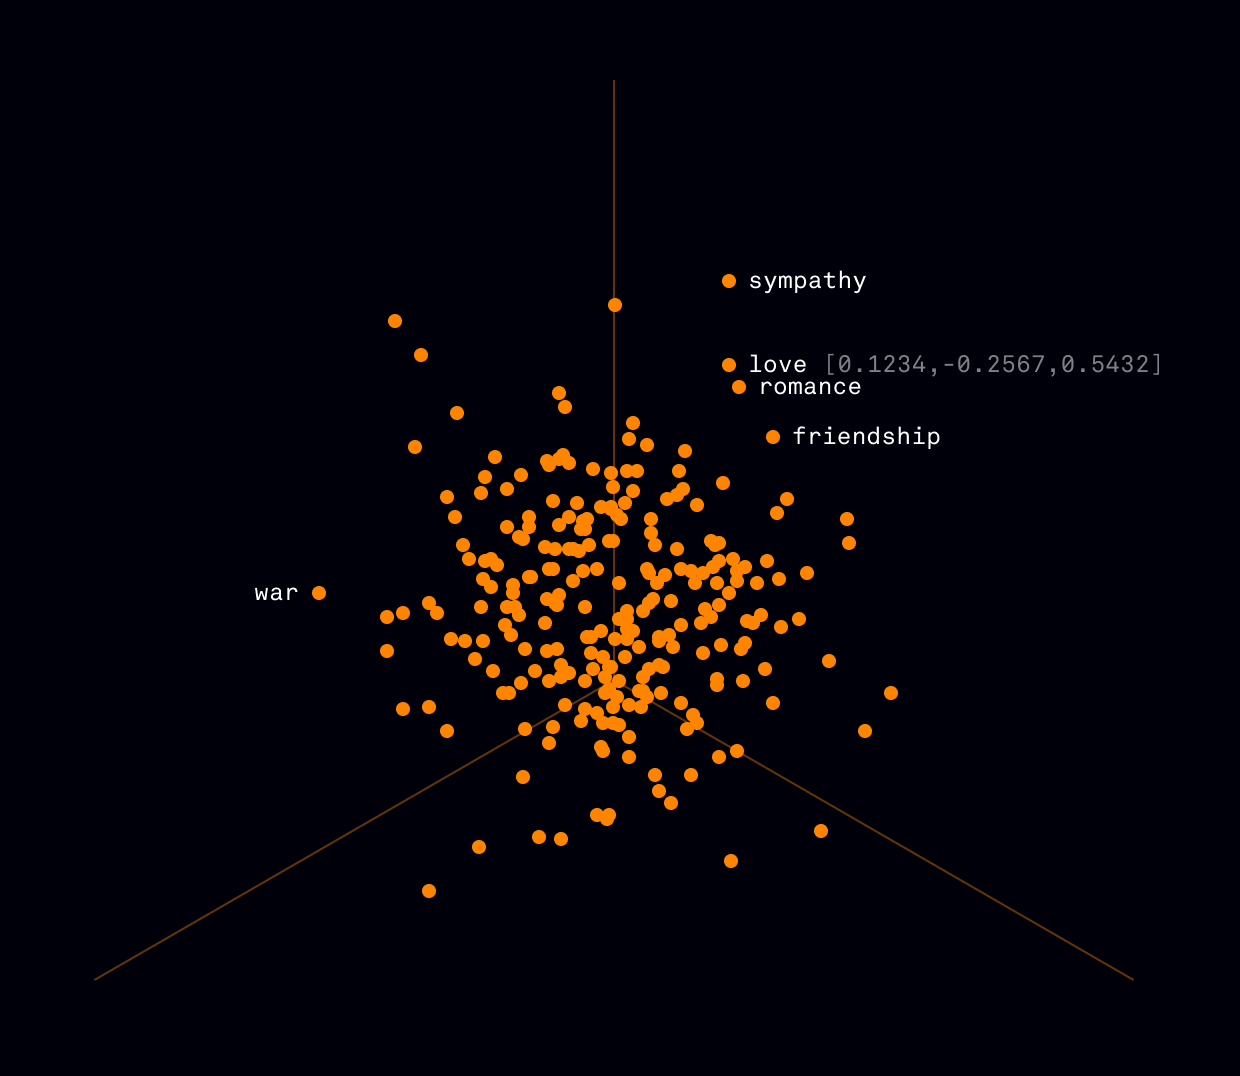 sympathy
love [0.1234,-0.2567,0.5432]
romance
friendship
war